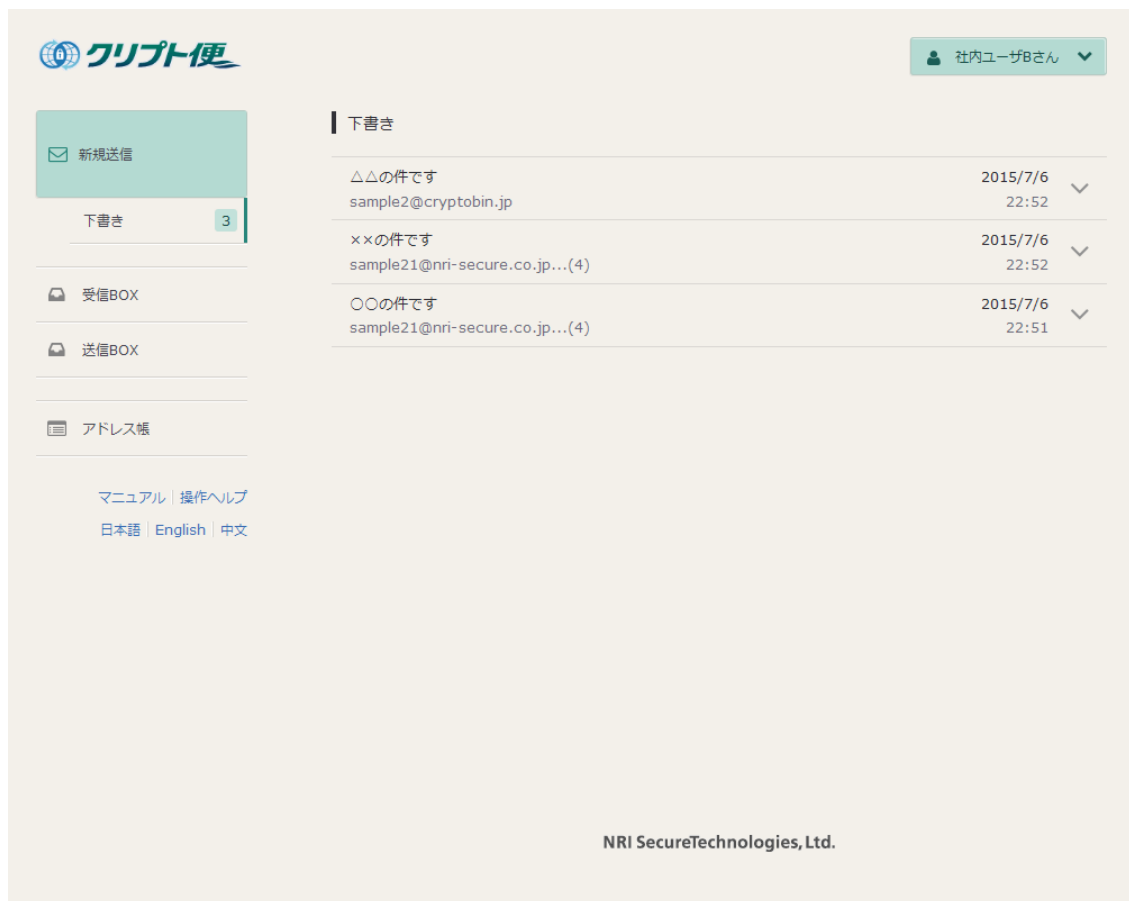 クリプト便
社内ユーザBさん
新規送信
下書き 3
受信BOX
送信BOX
アドレス帳
マニュアル 操作ヘルプ
日本語 English 中文
下書き
△△の件です 2015/7/6
sample2@cryptobin.jp 22:52
××の件です 2015/7/6
sample21@nri-secure.co.jp...(4) 22:52
○○の件です 2015/7/6
sample21@nri-secure.co.jp...(4) 22:51
NRI SecureTechnologies, Ltd.